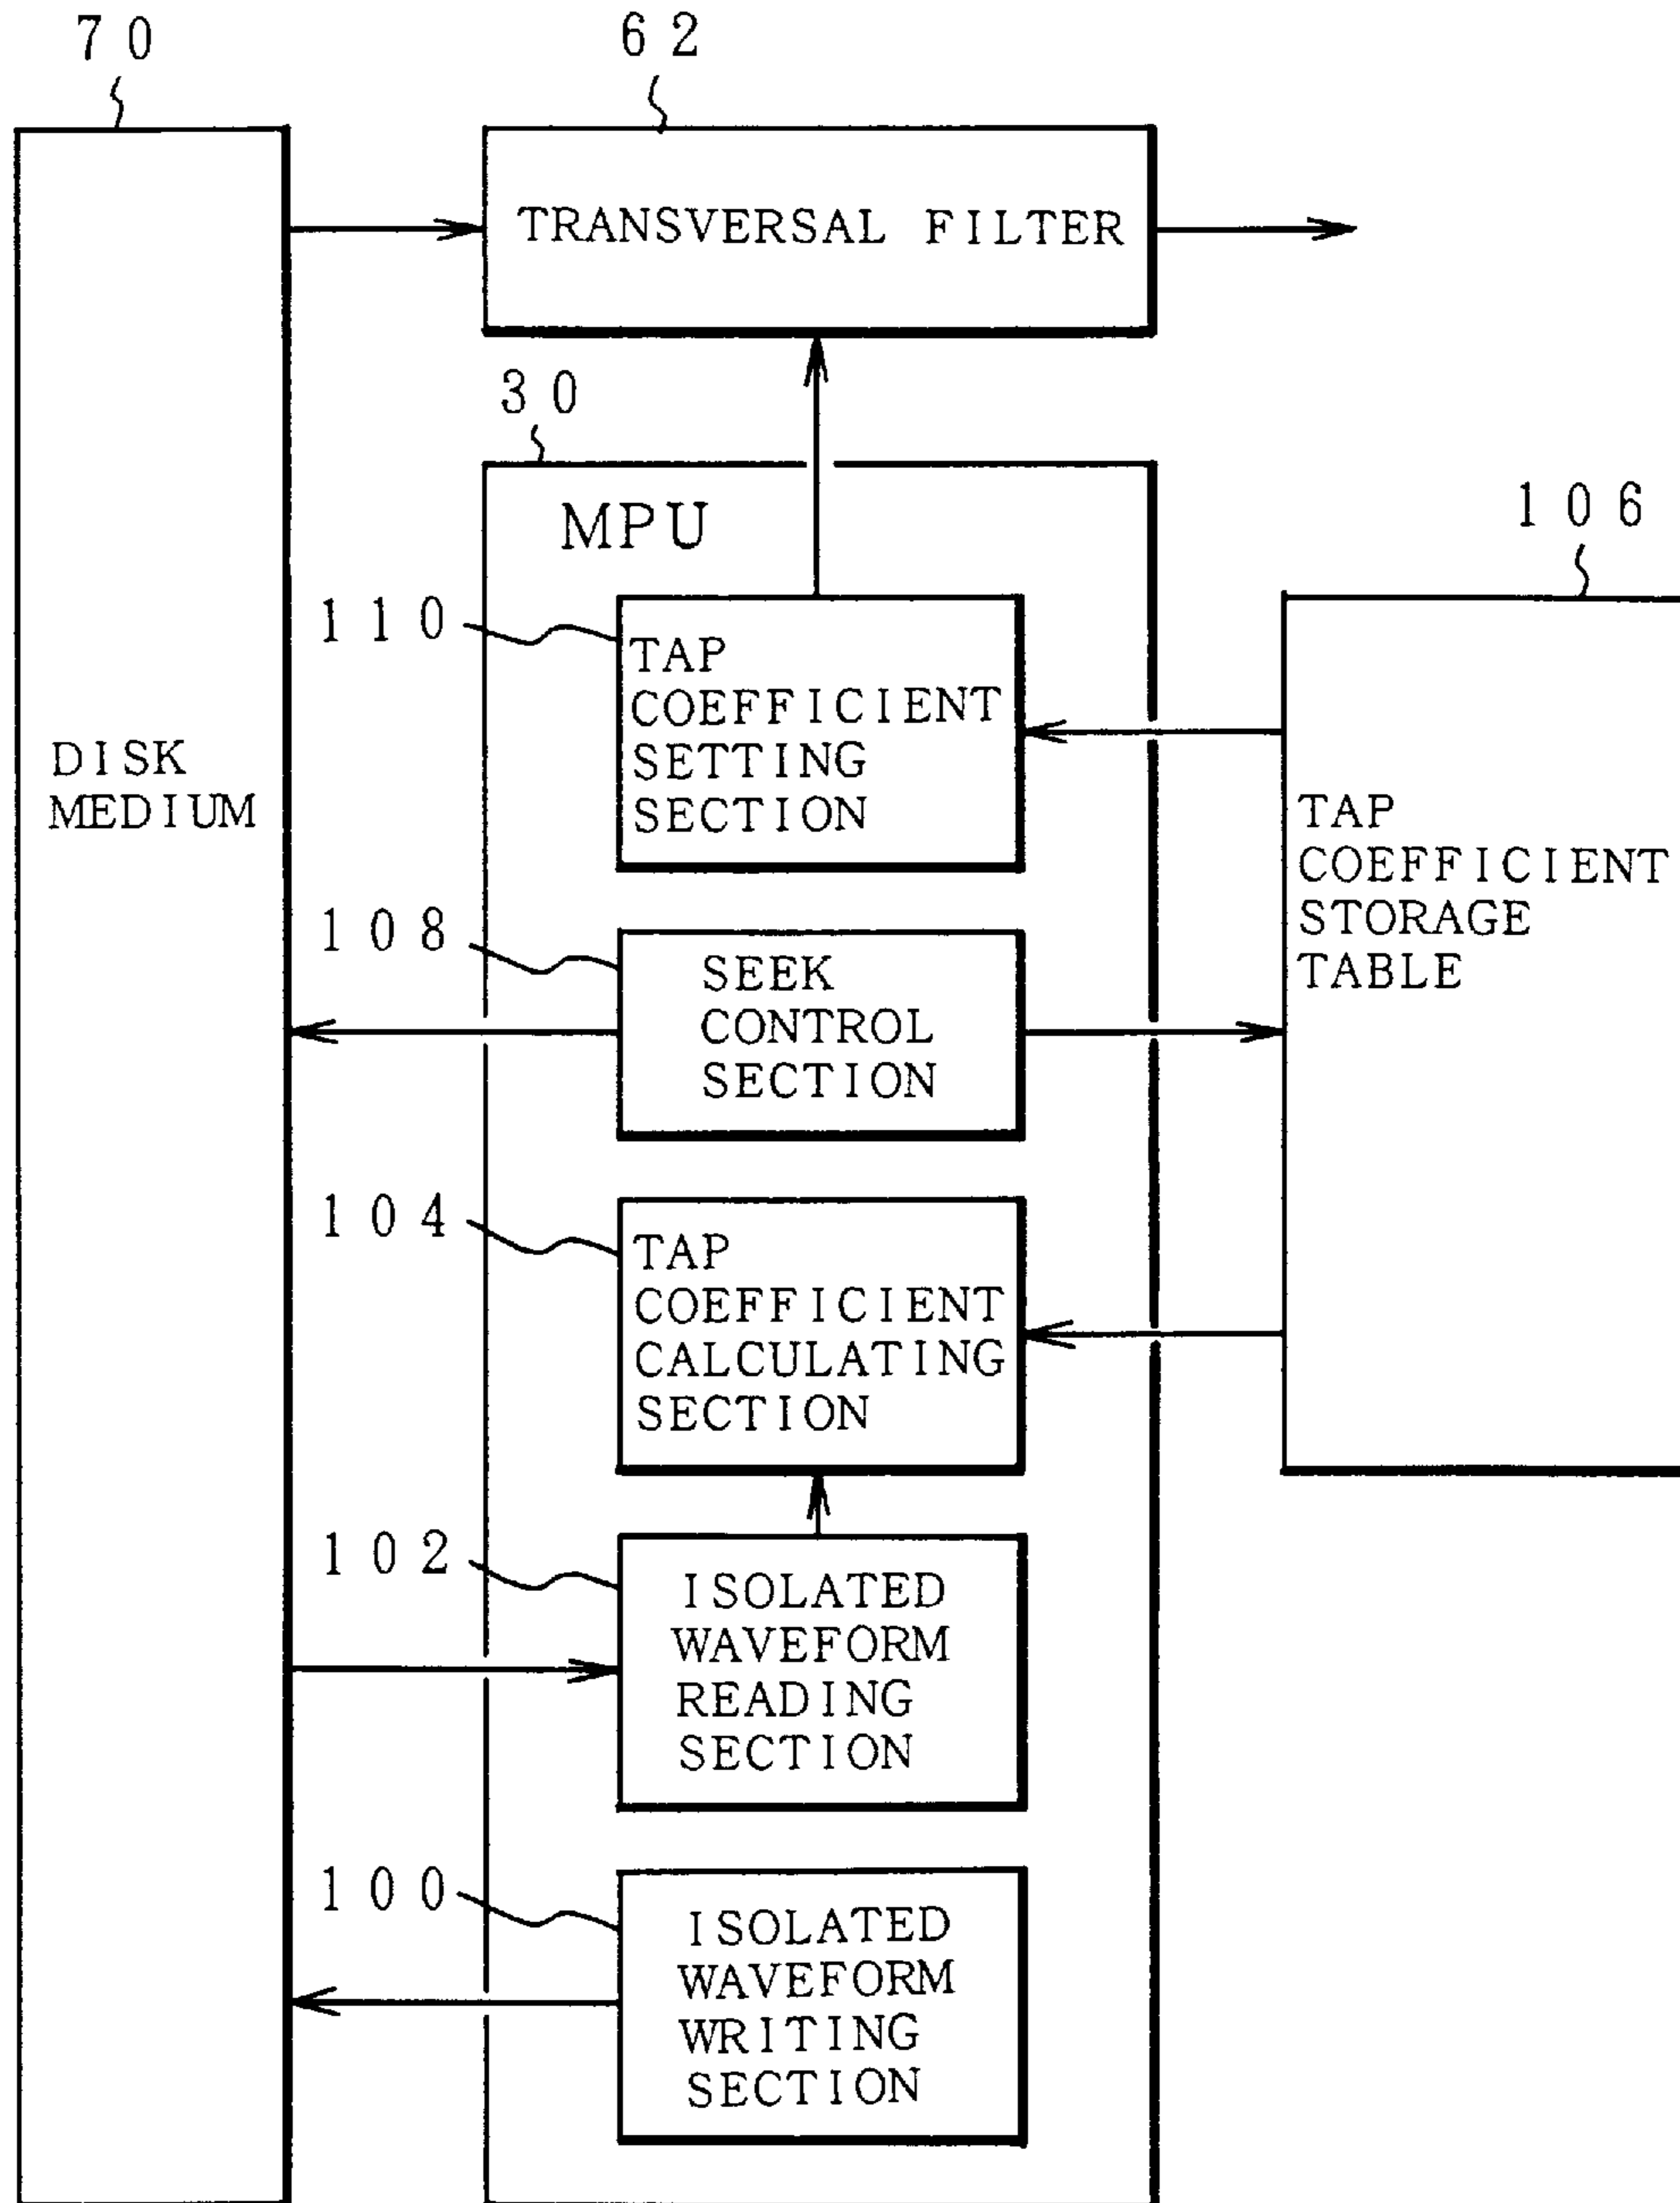 70
62
TRANSVERSAL FILTER
30
MPU
106
110
TAP
COEFFICIENT
SETTING
SECTION
DISK
MEDIUM
TAP
COEFFICIENT
STORAGE
TABLE
108
SEEK
CONTROL
SECTION
104
TAP
COEFFICIENT
CALCULATING
SECTION
102
ISOLATED
WAVEFORM
READING
SECTION
100
ISOLATED
WAVEFORM
WRITING
SECTION